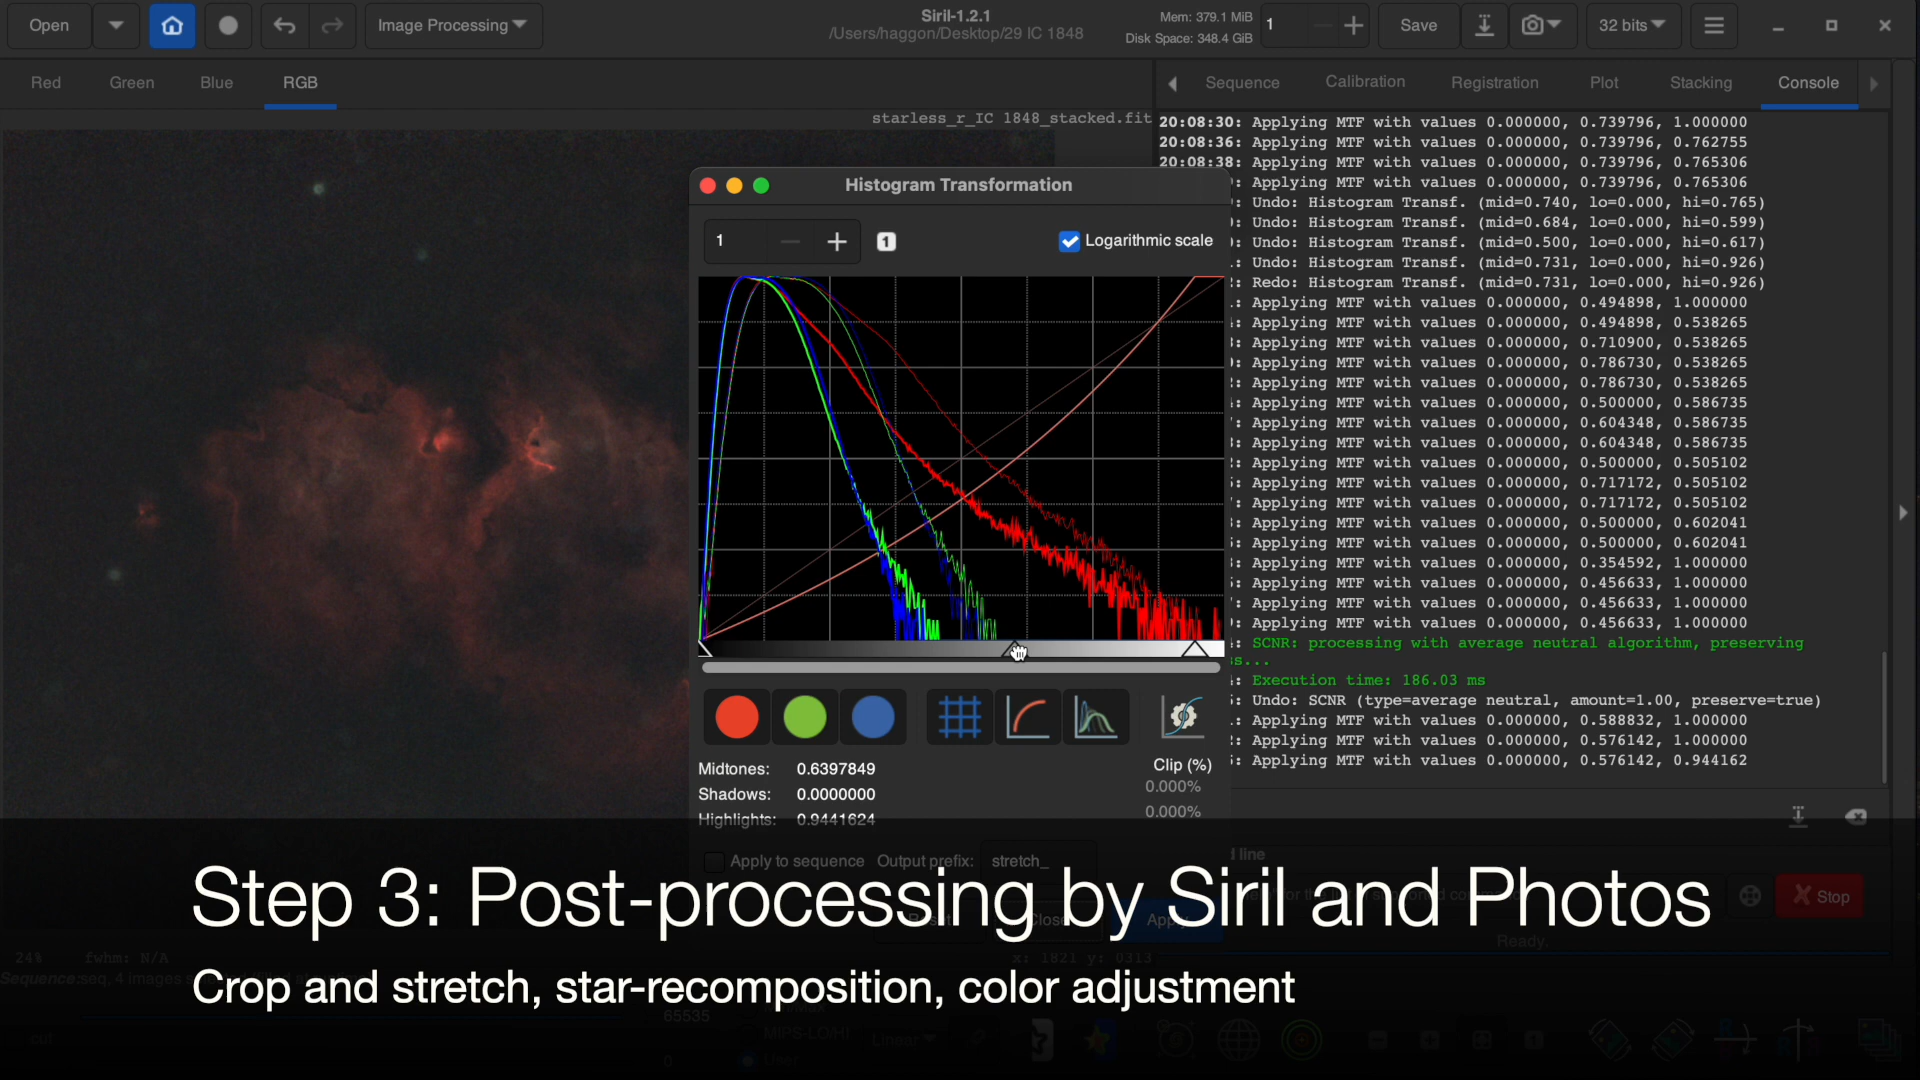 Open
Image Processing
Siril-1.2.1
/Users/haggon/Desktop/29 IC 1848
Mem: 379.1 MiB
Disk Space: 348.4 GiB
1
Save
32 bits
Red
Green
Blue
RGB
Sequence
Calibration
Registration
Plot
Stacking
Console
starless_r_IC 1848_stacked.fit
20:08:30: Applying MTF with values 0.000000, 0.739796, 1.000000
20:08:36: Applying MTF with values 0.000000, 0.739796, 0.762755
20:08:38: Applying MTF with values 0.000000, 0.739796, 0.765306
: Applying MTF with values 0.000000, 0.739796, 0.765306
: Undo: Histogram Transf. (mid=0.740, lo=0.000, hi=0.765)
: Undo: Histogram Transf. (mid=0.684, lo=0.000, hi=0.599)
: Undo: Histogram Transf. (mid=0.500, lo=0.000, hi=0.617)
: Undo: Histogram Transf. (mid=0.731, lo=0.000, hi=0.926)
: Redo: Histogram Transf. (mid=0.731, lo=0.000, hi=0.926)
: Applying MTF with values 0.000000, 0.494898, 1.000000
: Applying MTF with values 0.000000, 0.494898, 0.538265
: Applying MTF with values 0.000000, 0.710900, 0.538265
: Applying MTF with values 0.000000, 0.786730, 0.538265
: Applying MTF with values 0.000000, 0.786730, 0.538265
: Applying MTF with values 0.000000, 0.500000, 0.586735
: Applying MTF with values 0.000000, 0.604348, 0.586735
: Applying MTF with values 0.000000, 0.604348, 0.586735
: Applying MTF with values 0.000000, 0.500000, 0.505102
: Applying MTF with values 0.000000, 0.717172, 0.505102
: Applying MTF with values 0.000000, 0.717172, 0.505102
: Applying MTF with values 0.000000, 0.500000, 0.602041
: Applying MTF with values 0.000000, 0.500000, 0.602041
: Applying MTF with values 0.000000, 0.354592, 1.000000
: Applying MTF with values 0.000000, 0.456633, 1.000000
: Applying MTF with values 0.000000, 0.456633, 1.000000
: Applying MTF with values 0.000000, 0.456633, 1.000000
: SCNR: processing with average neutral algorithm, preserving
s...
: Execution time: 186.03 ms
: Undo: SCNR (type=average neutral, amount=1.00, preserve=true)
: Applying MTF with values 0.000000, 0.588832, 1.000000
: Applying MTF with values 0.000000, 0.576142, 1.000000
: Applying MTF with values 0.000000, 0.576142, 0.944162
Histogram Transformation
1
1
Logarithmic scale
Midtones: 0.6397849
Shadows: 0.0000000
Highlights: 0.9441624
Clip (%)
0.000%
0.000%
Apply to sequence
Output prefix:
stretch_
Reset
Close
Apply
line
Stop
Ready.
Step 3: Post-processing by Siril and Photos
Crop and stretch, star-recomposition, color adjustment
24%
fwhm: N/A
x: 1821 y: 0313
65535
MIPS-LO/HI
Linear
0
User
cut